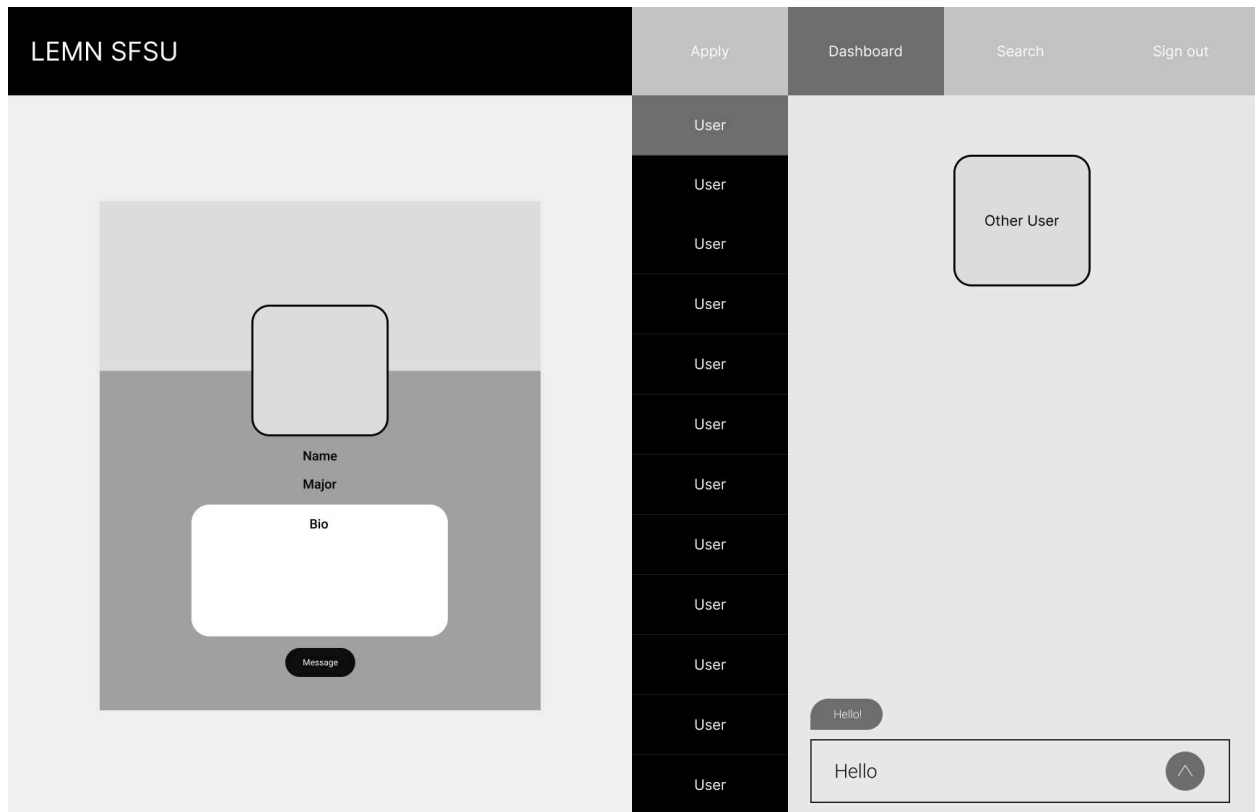 LEMN SFSU
Apply
Dashboard
Search
Sign out
Name
Major
Bio
Message
User
User
User
User
User
User
User
User
User
User
User
User
Other User
Hello!
Hello